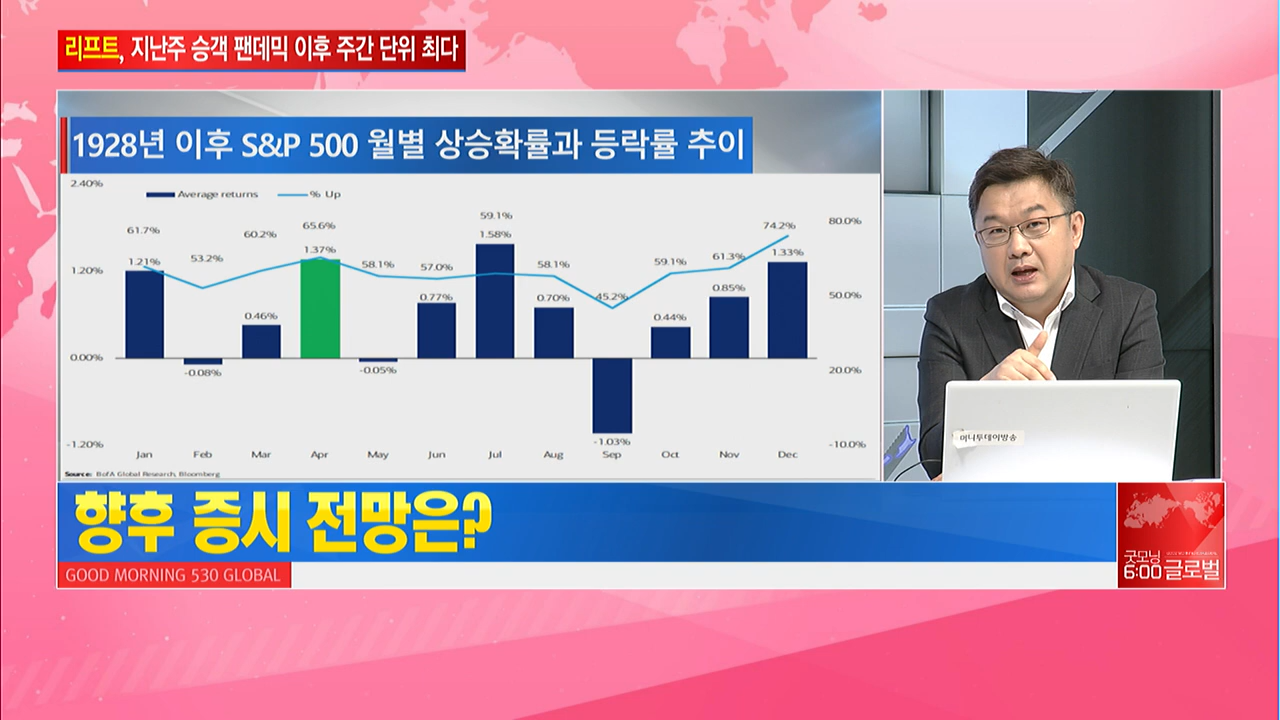 리프트, 지난주 승객 팬데믹 이후 주간 단위 최다
1928년 이후 S&P 500 월별 상승확률과 등락률 추이
2.40%
Average returns
% Up
80.0%
61.7%
53.2%
60.2%
65.6%
58.1%
57.0%
59.1%
58.1%
45.2%
59.1%
61.3%
74.2%
1.20%
1.21%
-0.08%
0.46%
1.37%
-0.05%
0.77%
1.58%
0.70%
-1.03%
0.44%
0.85%
1.33%
50.0%
0.00%
20.0%
-1.20%
-10.0%
Jan Feb Mar Apr May Jun Jul Aug Sep Oct Nov Dec
Source: BofA Global Research, Bloomberg
머니투데이방송
향후 증시 전망은?
GOOD MORNING 530 GLOBAL
굿모닝
6:00 글로벌